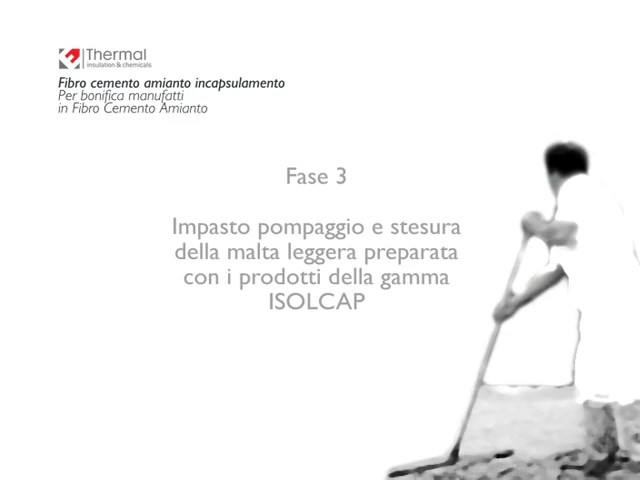 Thermal
insulation & chemicals
Fibro cemento amianto incapsulamento
Per bonifica manufatti
in Fibro Cemento Amianto
Fase 3
Impasto pompaggio e stesura
della malta leggera preparata
con i prodotti della gamma
ISOLCAP